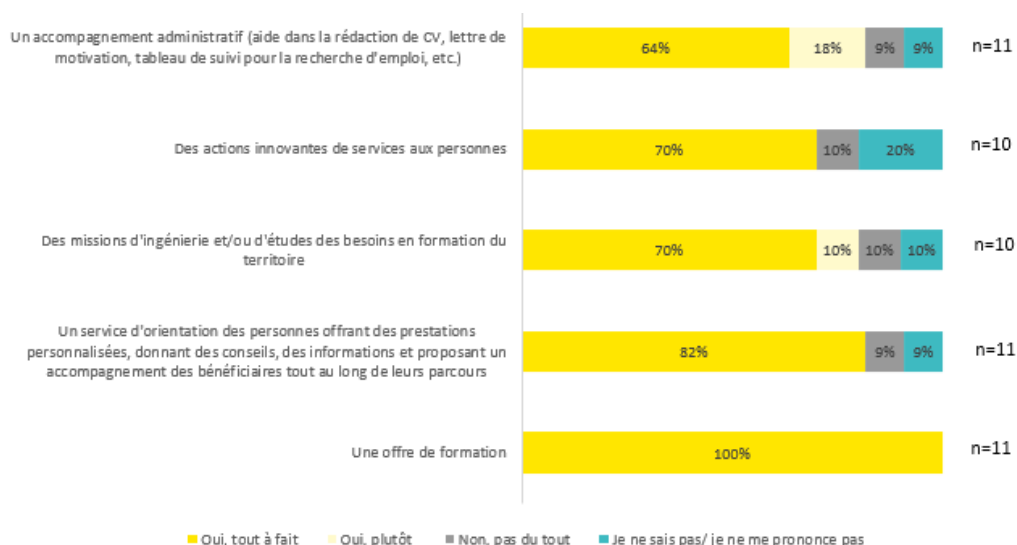 Un accompagnement administratif (aide dans la rédaction de CV, lettre de
motivation, tableau de suivi pour la recherche d'emploi, etc.)
64% 18% 9% 9% n=11
Des actions innovantes de services aux personnes
70% 10% 20% n=10
Des missions d'ingénierie et/ou d'études des besoins en formation du
territoire
70% 10% 10% 10% n=10
Un service d'orientation des personnes offrant des prestations
personnalisées, donnant des conseils, des informations et proposant un
accompagnement des bénéficiaires tout au long de leurs parcours
82% 9% 9% n=11
Une offre de formation
100% n=11
Oui, tout à fait Oui, plutôt Non, pas du tout Je ne sais pas/ je ne me prononce pas